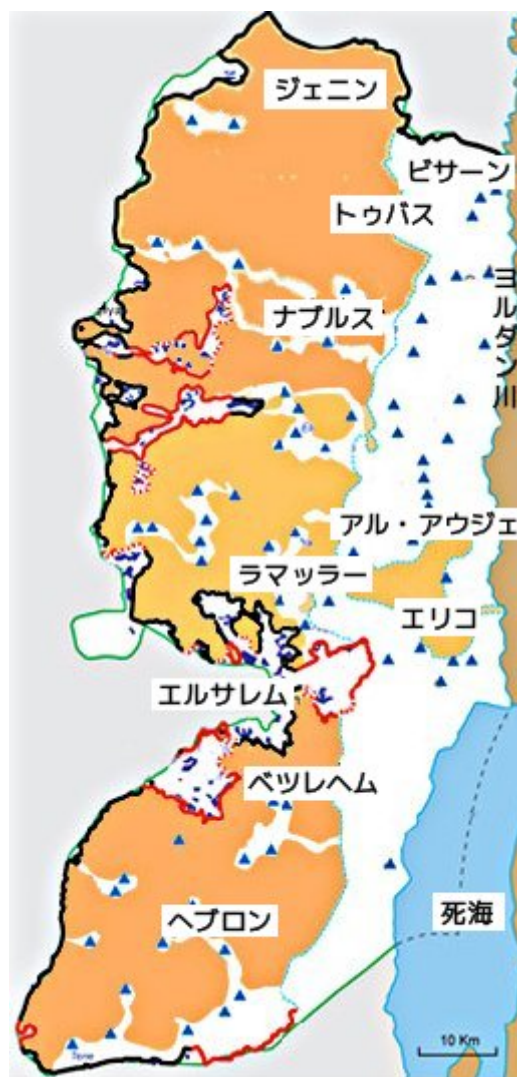 ジェニン
ビサーン
トゥバス
ヨルダン川
ナブルス
アル・アウジェ
ラマッラー
エリコ
エルサレム
ベツレヘム
ヘブロン
死海
10 Km